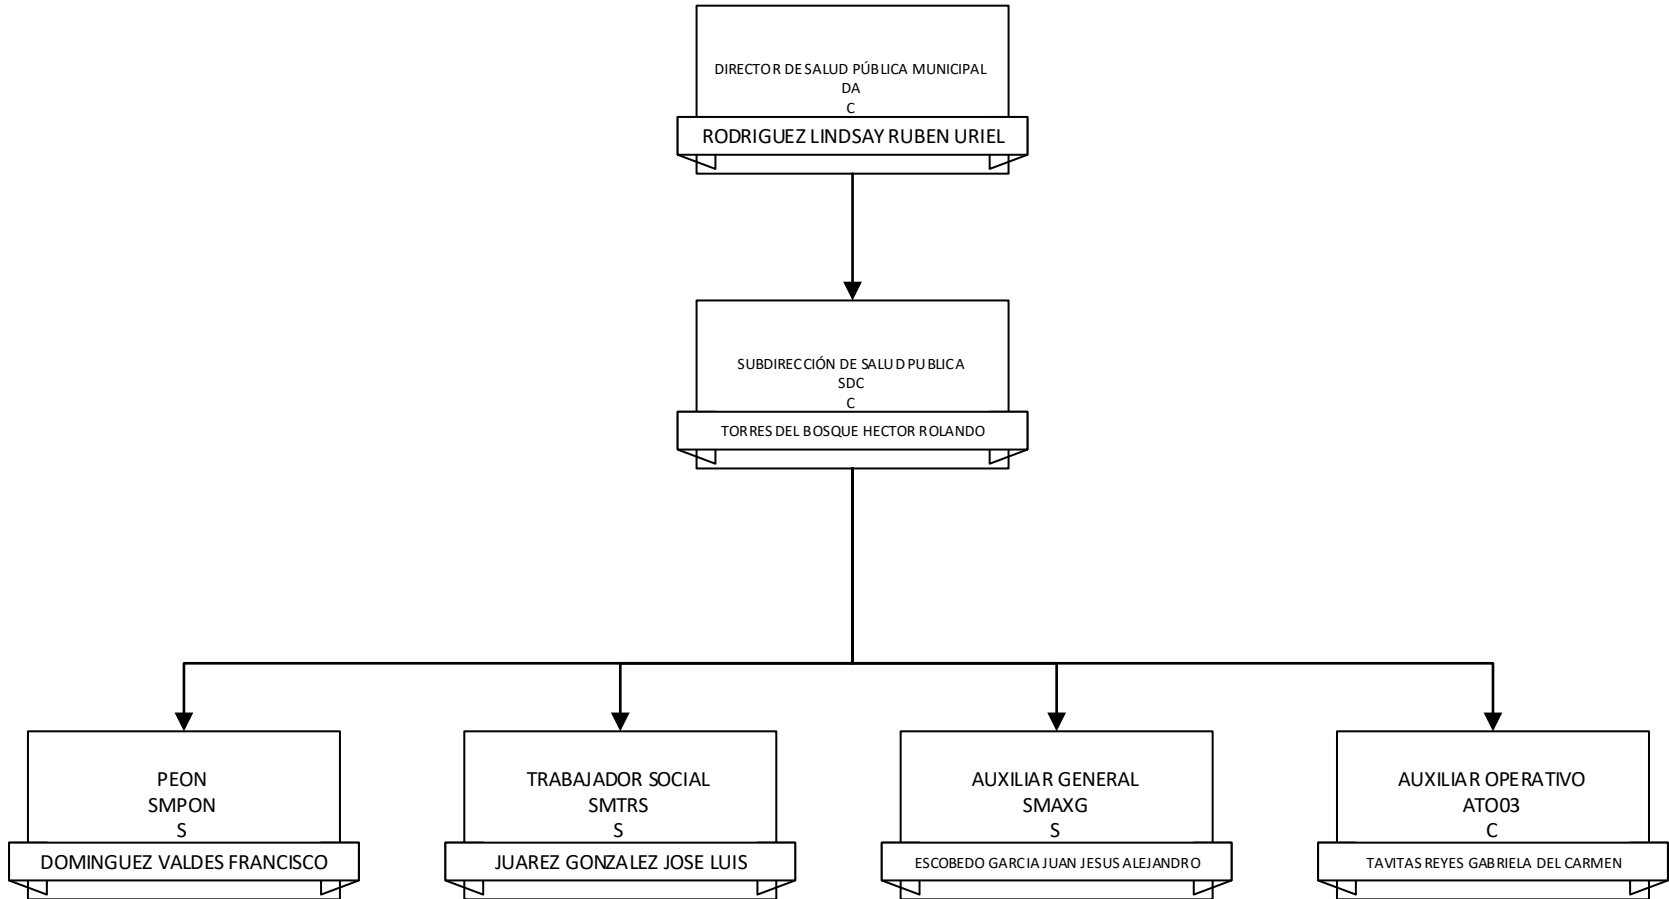 DIRECTOR DE SALUD PÚBLICA MUNICIPAL
DA
C
RODRIGUEZ LINDSAY RUBEN URIEL
SUBDIRECCIÓN DE SALUD PUBLICA
SDC
C
TORRES DEL BOSQUE HECTOR ROLANDO
PEON
SMPON
S
DOMINGUEZ VALDES FRANCISCO
TRABAJADOR SOCIAL
SMTRS
S
JUAREZ GONZALEZ JOSE LUIS
AUXILIAR GENERAL
SMAXG
S
ESCOBEDO GARCIA JUAN JESUS ALEJANDRO
AUXILIAR OPERATIVO
ATO03
C
TAVITAS REYES GABRIELA DEL CARMEN